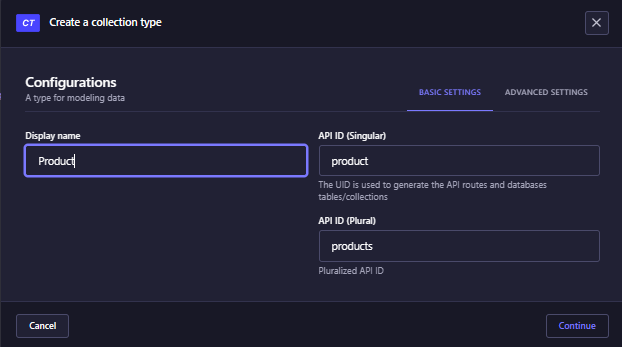 CT Create a collection type
Configurations
A type for modeling data
BASIC SETTINGS ADVANCED SETTINGS
Display name
Product
API ID (Singular)
product
The UID is used to generate the API routes and databases
tables/collections
API ID (Plural)
products
Pluralized API ID
Cancel
Continue